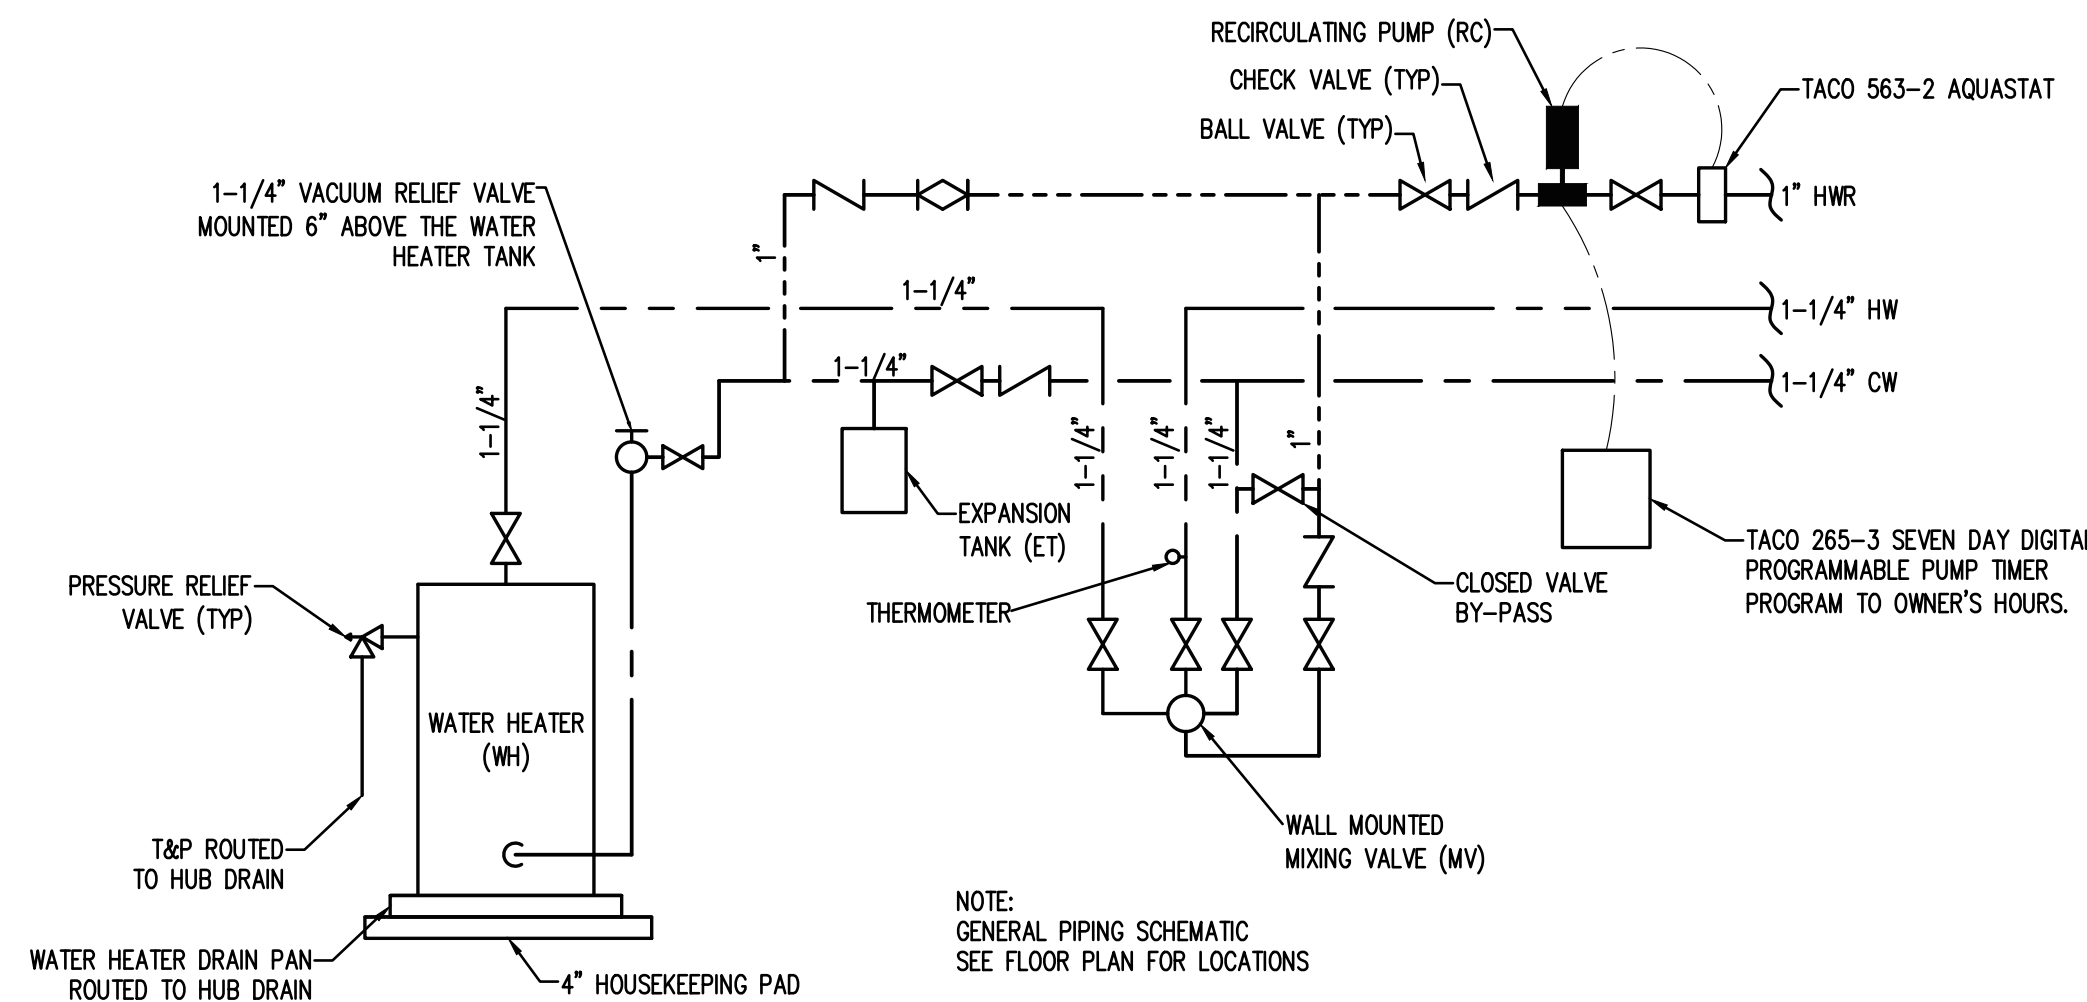 RECIRCULATING PUMP (RC)
CHECK VALVE (TYP)
BALL VALVE (TYP)
TACO 563-2 AQUASTAT
1-1/4" VACUUM RELIEF VALVE
MOUNTED 6" ABOVE THE WATER
HEATER TANK
1" HWR
1"
1-1/4"
1-1/4" HW
1-1/4"
1-1/4" CW
1-1/4"
1-1/4"
1-1/4"
1-1/4"
1"
EXPANSION
TANK (ET)
TACO 265-3 SEVEN DAY DIGITAL
PROGRAMMABLE PUMP TIMER
PROGRAM TO OWNER'S HOURS.
PRESSURE RELIEF
VALVE (TYP)
THERMOMETER
CLOSED VALVE
BY-PASS
WATER HEATER
(WH)
T&P ROUTED
TO HUB DRAIN
WALL MOUNTED
MIXING VALVE (MV)
NOTE:
GENERAL PIPING SCHEMATIC
SEE FLOOR PLAN FOR LOCATIONS
WATER HEATER DRAIN PAN
ROUTED TO HUB DRAIN
4" HOUSEKEEPING PAD